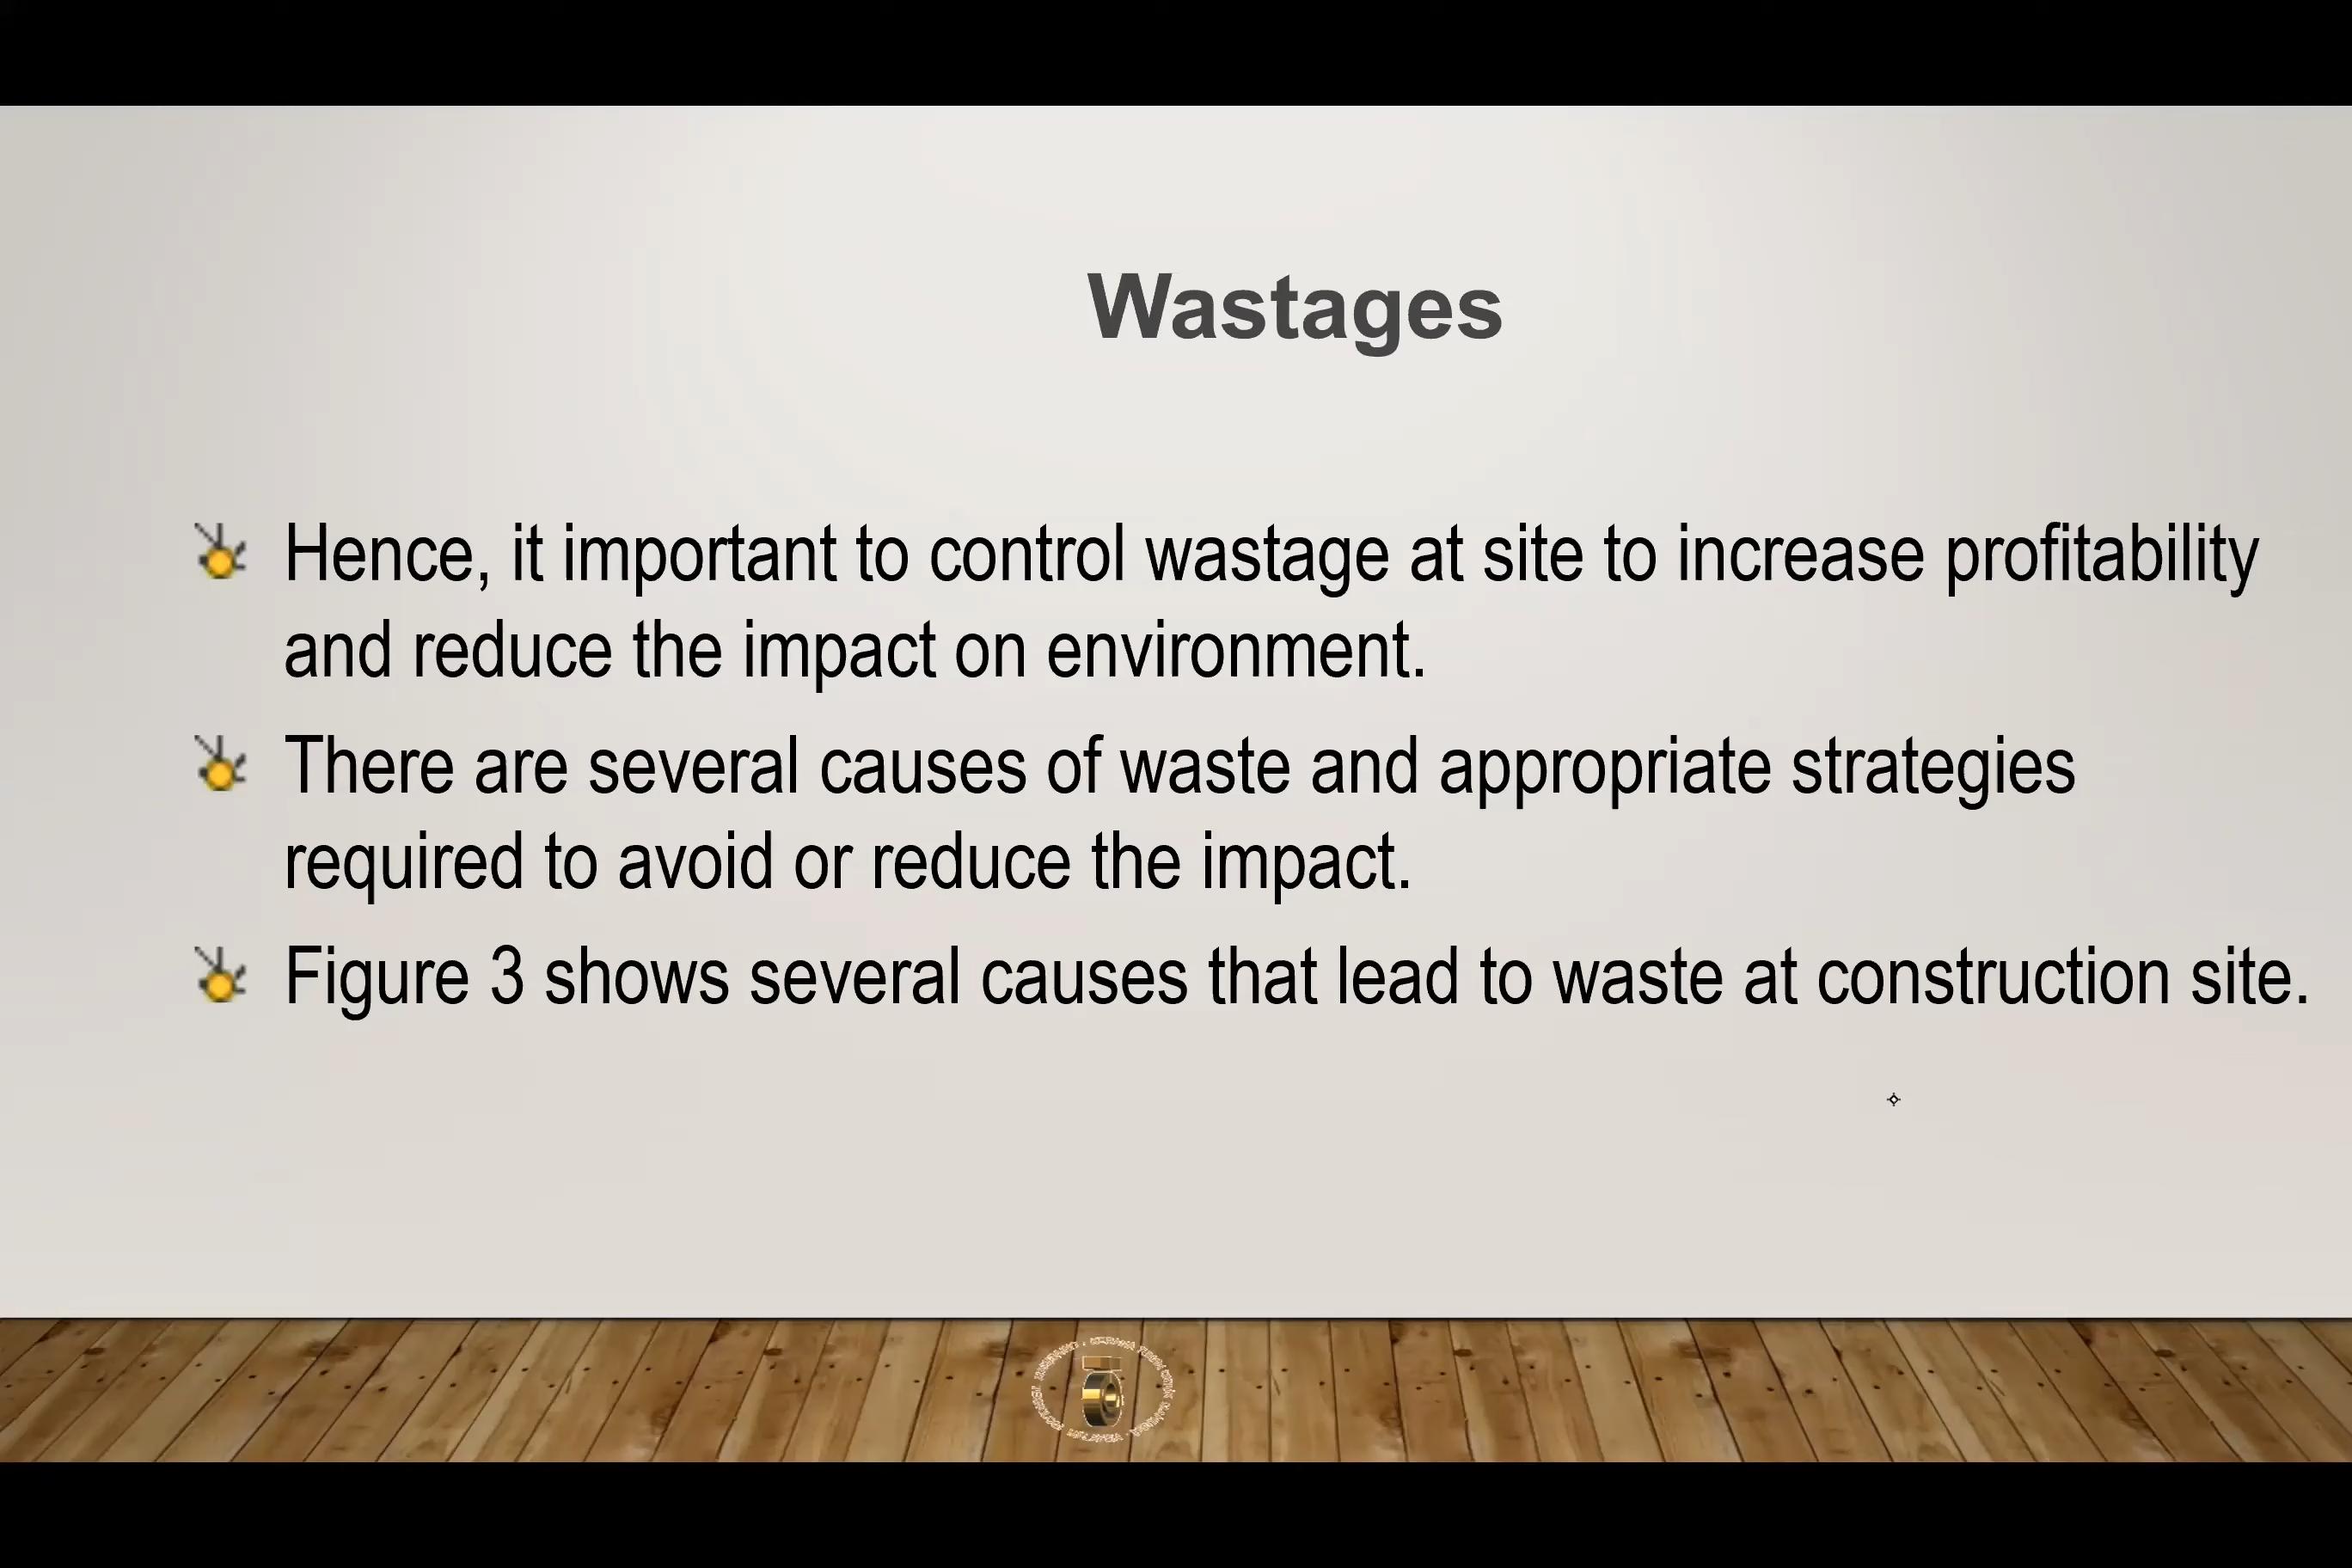 Wastages
Hence, it important to control wastage at site to increase profitability
and reduce the impact on environment.
There are several causes of waste and appropriate strategies
required to avoid or reduce the impact.
Figure 3 shows several causes that lead to waste at construction site.